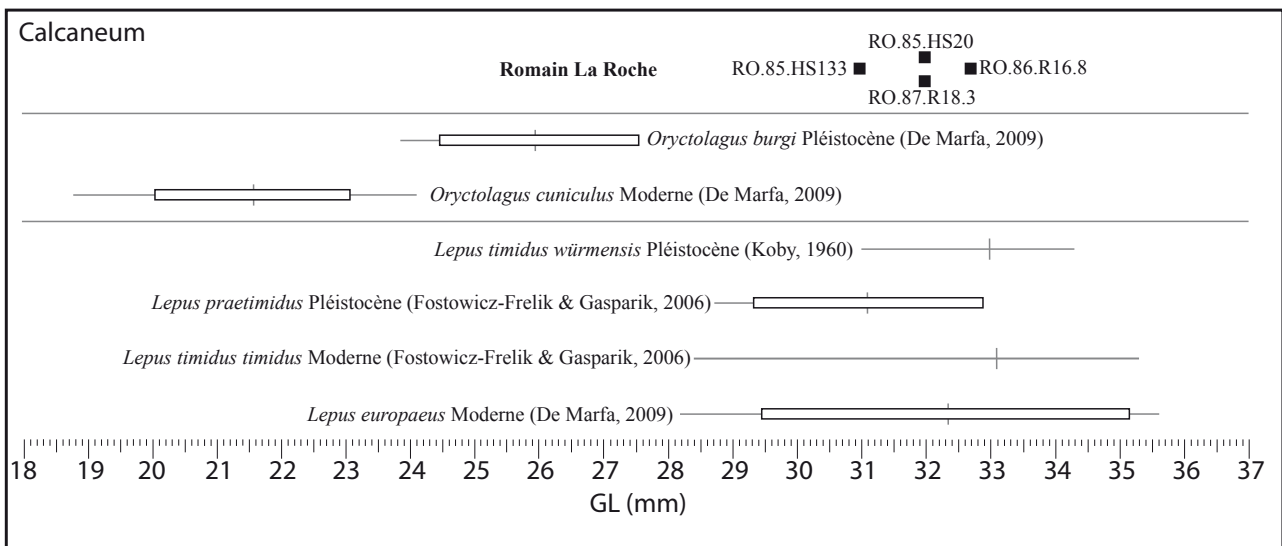 Calcaneum
RO.85.HS20
Romain La Roche RO.85.HS133 RO.86.R16.8
RO.87.R18.3
Oryctolagus burgi Pléistocène (De Marfa, 2009)
Oryctolagus cuniculus Moderne (De Marfa, 2009)
Lepus timidus würmensis Pléistocène (Koby, 1960)
Lepus praetimidus Pléistocène (Fostowicz-Frelik & Gasparik, 2006)
Lepus timidus timidus Moderne (Fostowicz-Frelik & Gasparik, 2006)
Lepus europaeus Moderne (De Marfa, 2009)
18 19 20 21 22 23 24 25 26 27 28 29 30 31 32 33 34 35 36 37
GL (mm)